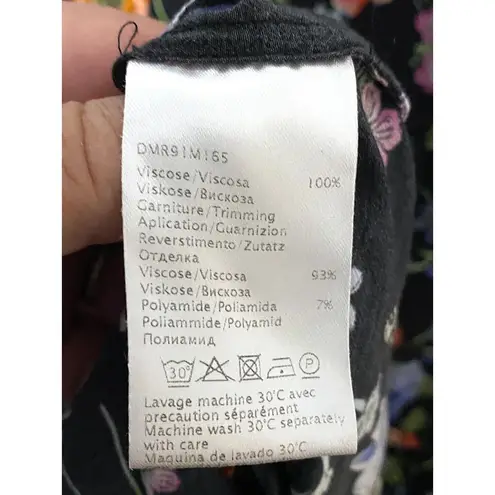 DMR91M165
Viscose/Viscosa 100%
Viskose/Вискоза
Garniture/Trimming
Aplication/Guarnizion
Reverstimento/Zutatz
Отделка
Viscose/Viscosa 93%
Viskose/Вискоза
Polyamide/Poliamida 7%
Poliammide/Polyamid
Полиамид
30° P
Lavage machine 30°C avec
precaution séparément
Machine wash 30°C separately
with care
Maquina de lavado 30°C